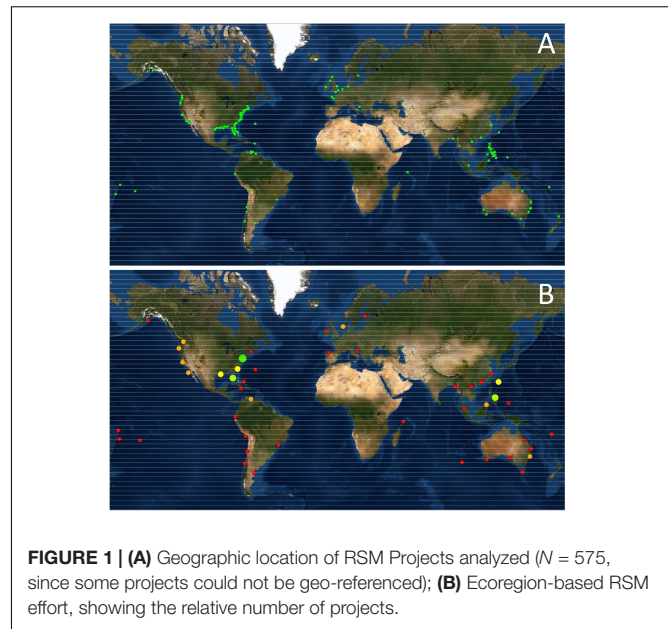 A
B
FIGURE 1 | (A) Geographic location of RSM Projects analyzed (N = 575,
since some projects could not be geo-referenced); (B) Ecoregion-based RSM
effort, showing the relative number of projects.